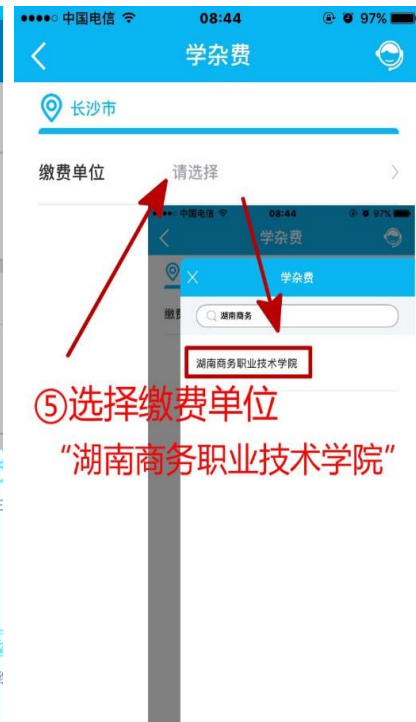 中国电信 08:44 97%
学杂费
长沙市
缴费单位 请选择
中国电信 08:44 97%
学杂费
缴费
学杂费
湖南商务
湖南商务职业技术学院
⑤选择缴费单位
“湖南商务职业技术学院”